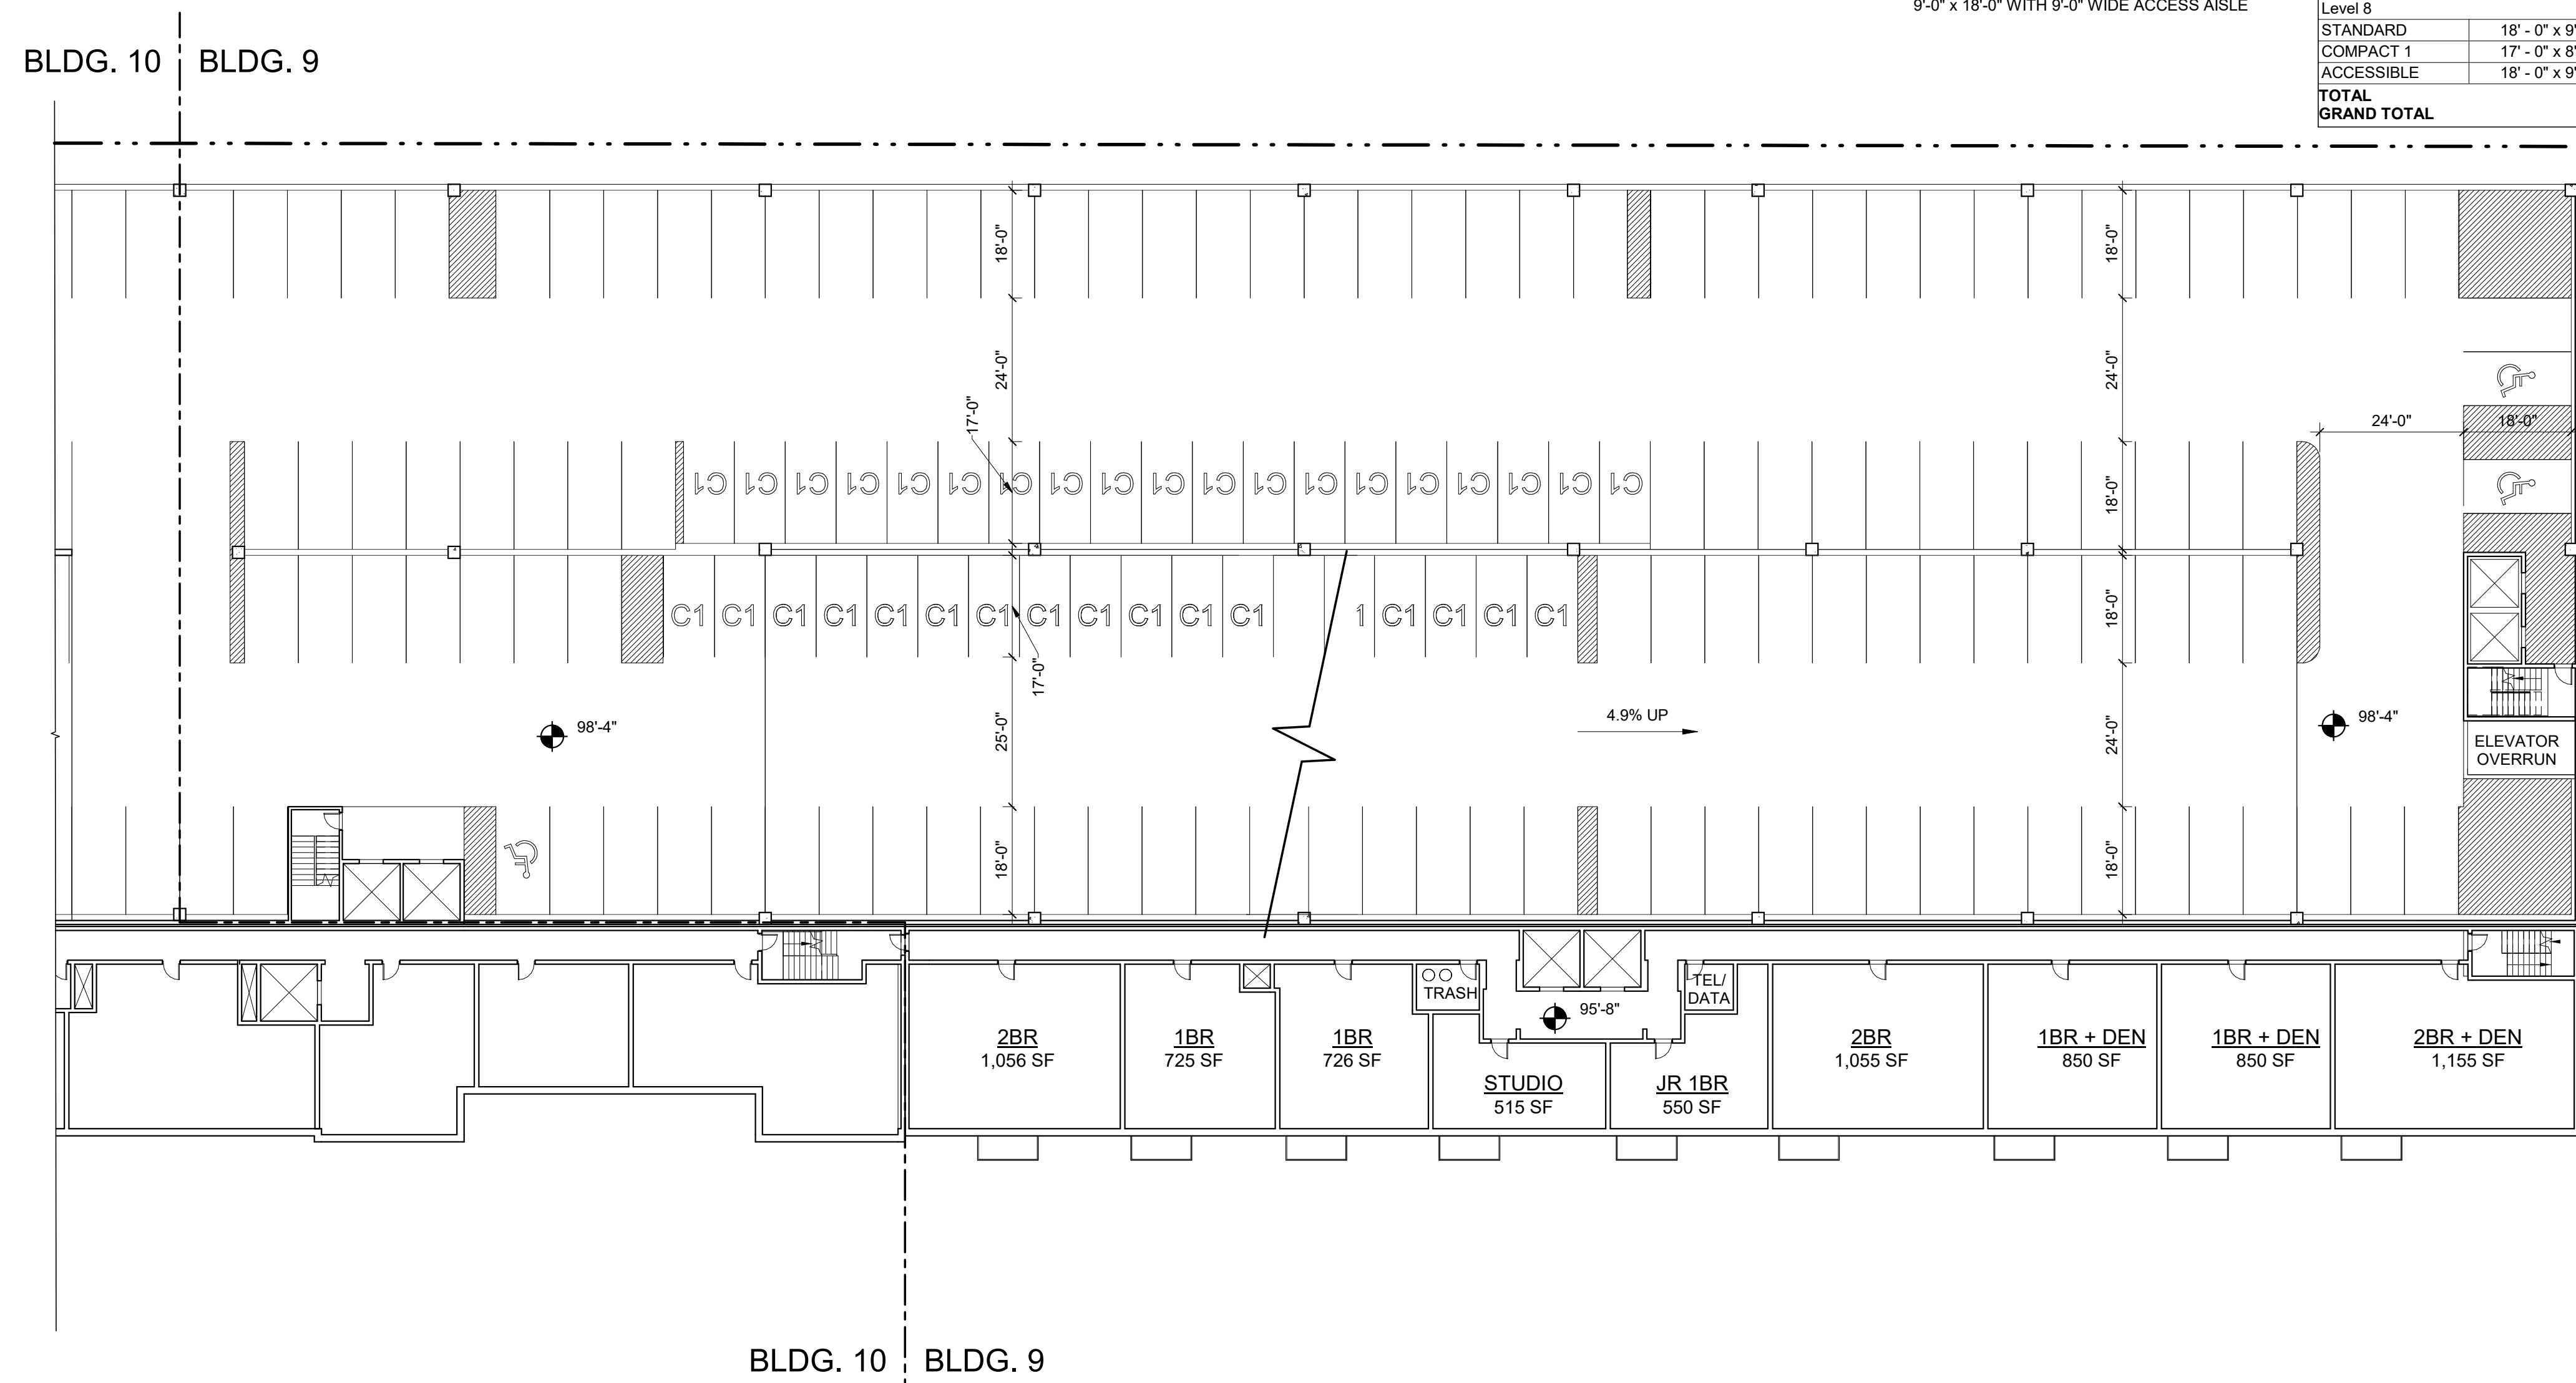 9'-0" x 18'-0" WITH 9'-0" WIDE ACCESS AISLE
Level 8
STANDARD 18' - 0" x 9'
COMPACT 1 17' - 0" x 8'
ACCESSIBLE 18' - 0" x 9'
TOTAL
GRAND TOTAL
BLDG. 10 BLDG. 9
18'-0" 18'-0"
24'-0" 24'-0"
17'-0"
24'-0" 18'-0"
C1 C1 C1 C1 C1 C1 C1 C1 C1 C1 C1 C1 C1 C1 C1 C1 C1 C1 C1
18'-0"
C1 C1 C1 C1 C1 C1 C1 C1 C1 C1 C1 C1 1 C1 C1 C1 C1
18'-0"
17'-0"
98'-4" 25'-0" 4.9% UP 24'-0" 98'-4"
ELEVATOR
OVERRUN
18'-0" 18'-0"
TRASH
TEL/
DATA
95'-8"
2BR
1,056 SF
1BR
725 SF
1BR
726 SF
STUDIO
515 SF
JR 1BR
550 SF
2BR
1,055 SF
1BR + DEN
850 SF
1BR + DEN
850 SF
2BR + DEN
1,155 SF
BLDG. 10 BLDG. 9